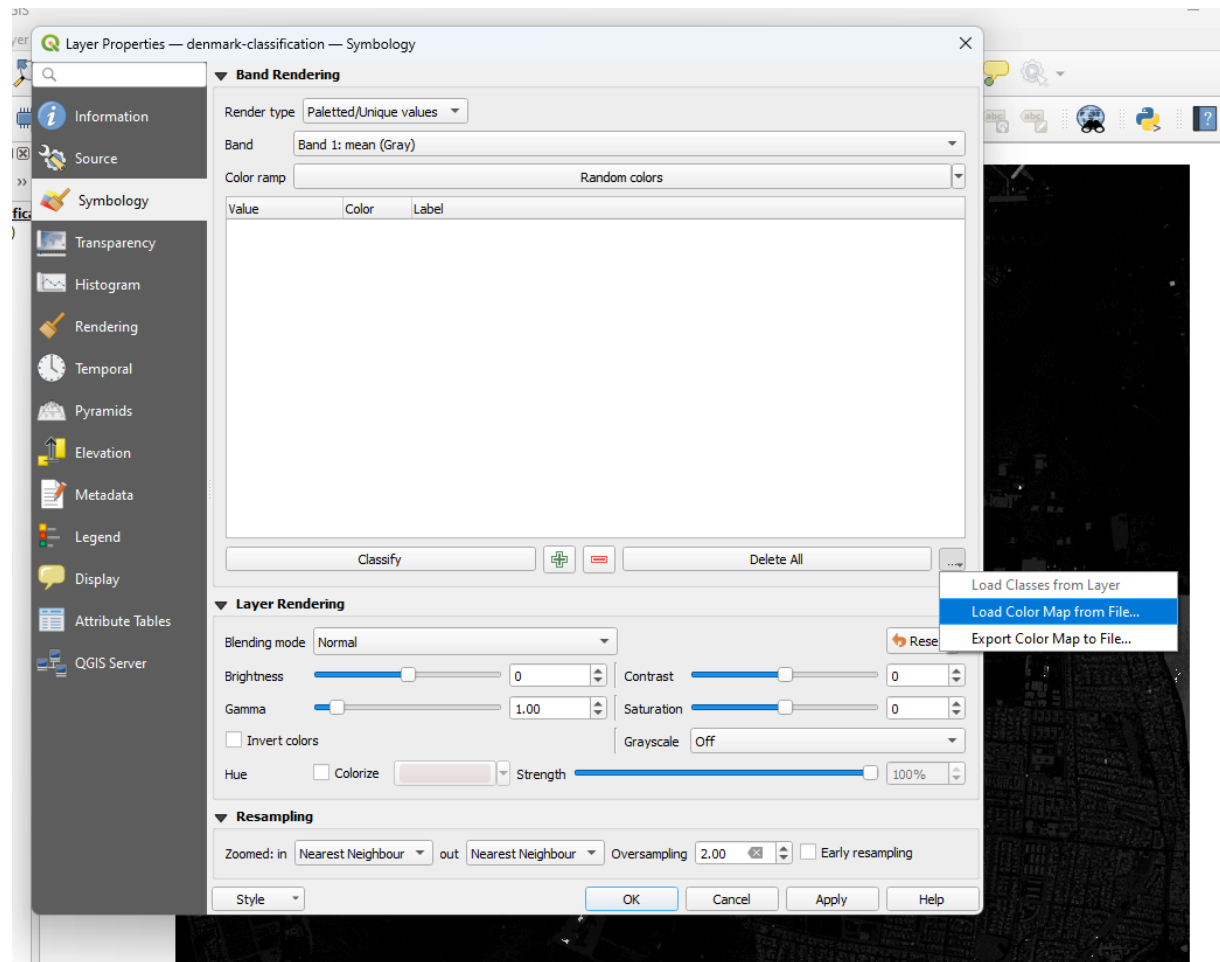 GIS
Layer Properties — denmark-classification — Symbology
Information
Source
Symbology
Transparency
Histogram
Rendering
Temporal
Pyramids
Elevation
Metadata
Legend
Display
Attribute Tables
QGIS Server
Band Rendering
Render type Paletted/Unique values
Band Band 1: mean (Gray)
Color ramp Random colors
Value Color Label
Classify Delete All ...
Load Classes from Layer
Load Color Map from File...
Export Color Map to File...
Layer Rendering
Blending mode Normal Rese
Brightness 0 Contrast 0
Gamma 1.00 Saturation 0
Invert colors Grayscale Off
Hue Colorize Strength 100%
Resampling
Zoomed: in Nearest Neighbour out Nearest Neighbour Oversampling 2.00 Early resampling
Style OK Cancel Apply Help